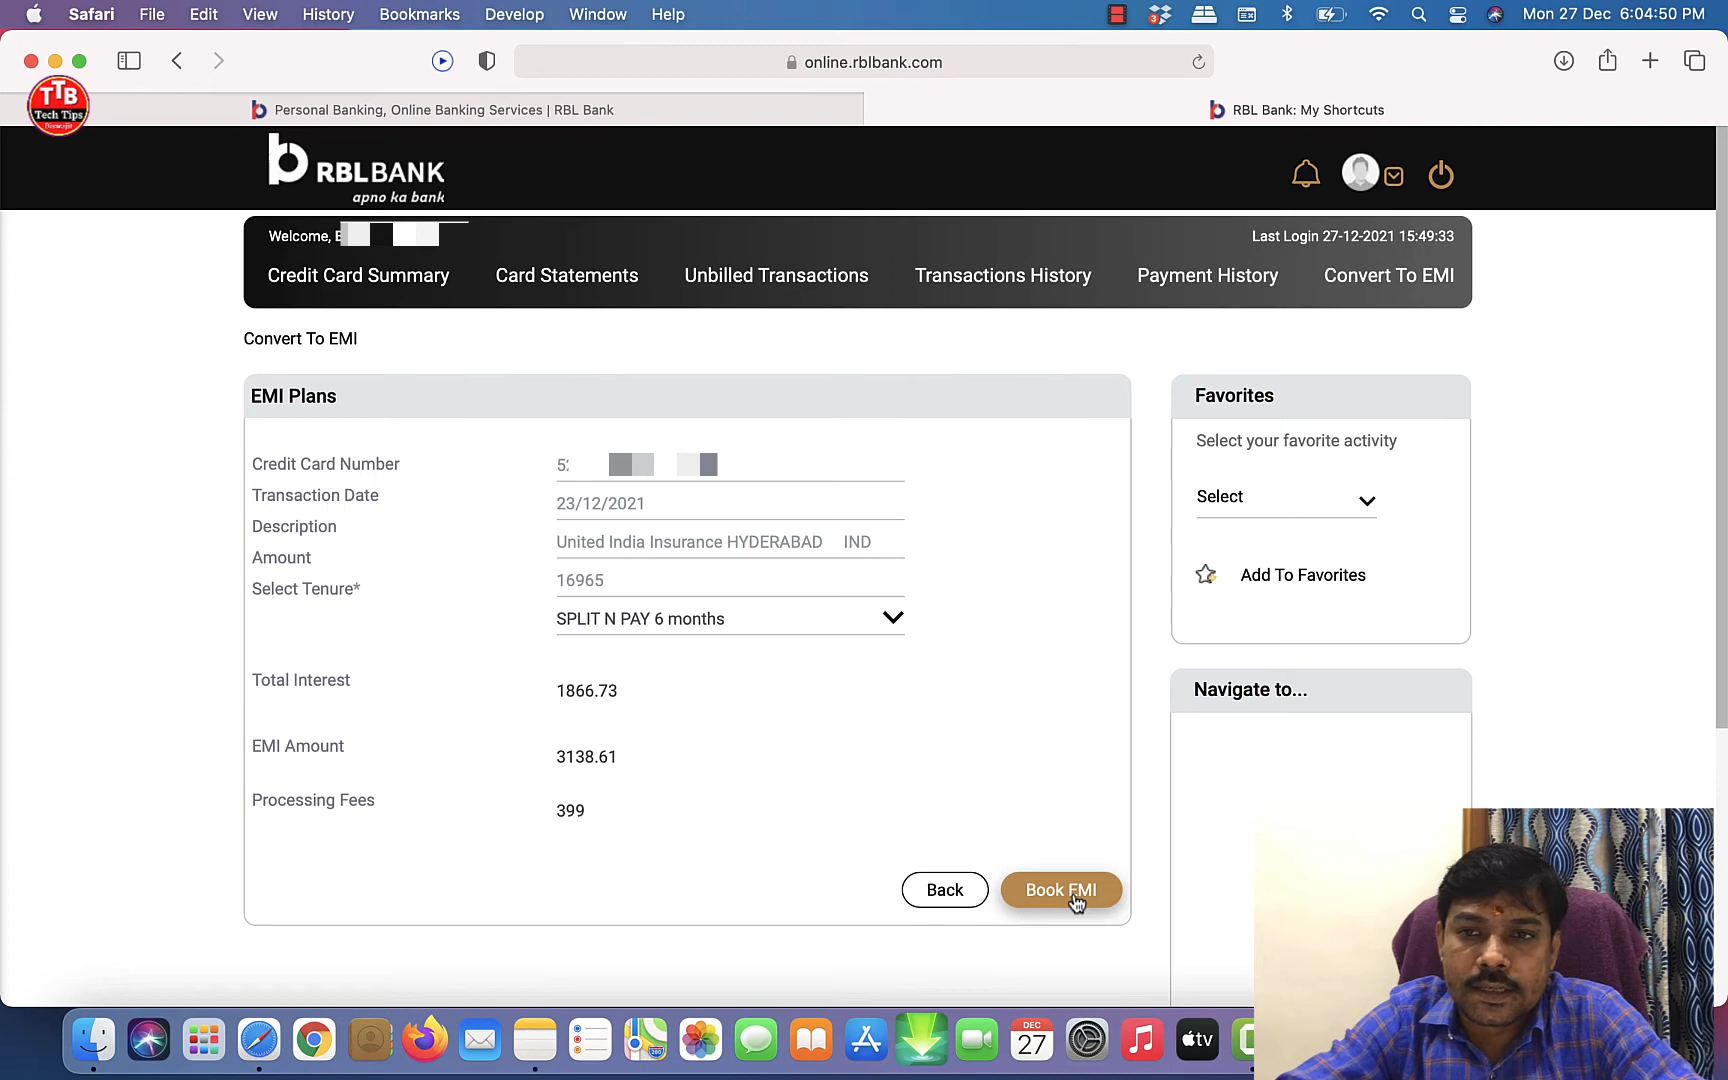 Safari File Edit View History Bookmarks Develop Window Help Mon 27 Dec 6:04:50 PM
online.rblbank.com
TTB
Tech Tips
Personal Banking, Online Banking Services | RBL Bank
RBL Bank: My Shortcuts
RBLBANK
apno ka bank
Welcome,
Last Login 27-12-2021 15:49:33
Credit Card Summary Card Statements Unbilled Transactions Transactions History Payment History Convert To EMI
Convert To EMI
EMI Plans
Credit Card Number
Transaction Date 23/12/2021
Description United India Insurance HYDERABAD IND
Amount 16965
Select Tenure* SPLIT N PAY 6 months
Total Interest 1866.73
EMI Amount 3138.61
Processing Fees 399
Back Book EMI
Favorites
Select your favorite activity
Select
Add To Favorites
Navigate to...
3
280
DEC
27
tv